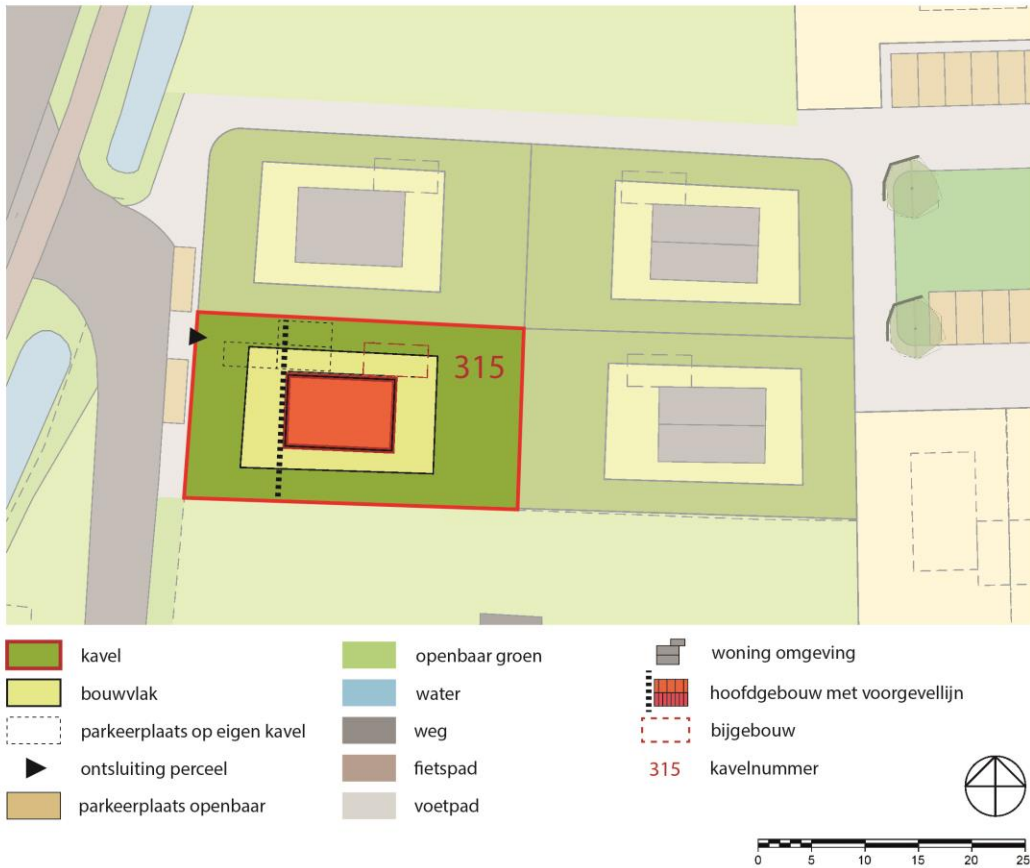 315
kavel
bouwvlak
parkeerplaats op eigen kavel
ontsluiting perceel
parkeerplaats openbaar
openbaar groen
water
weg
fietspad
voetpad
woning omgeving
hoofdgebouw met voorgevellijn
bijgebouw
315 kavelnummer
0 5 10 15 20 25